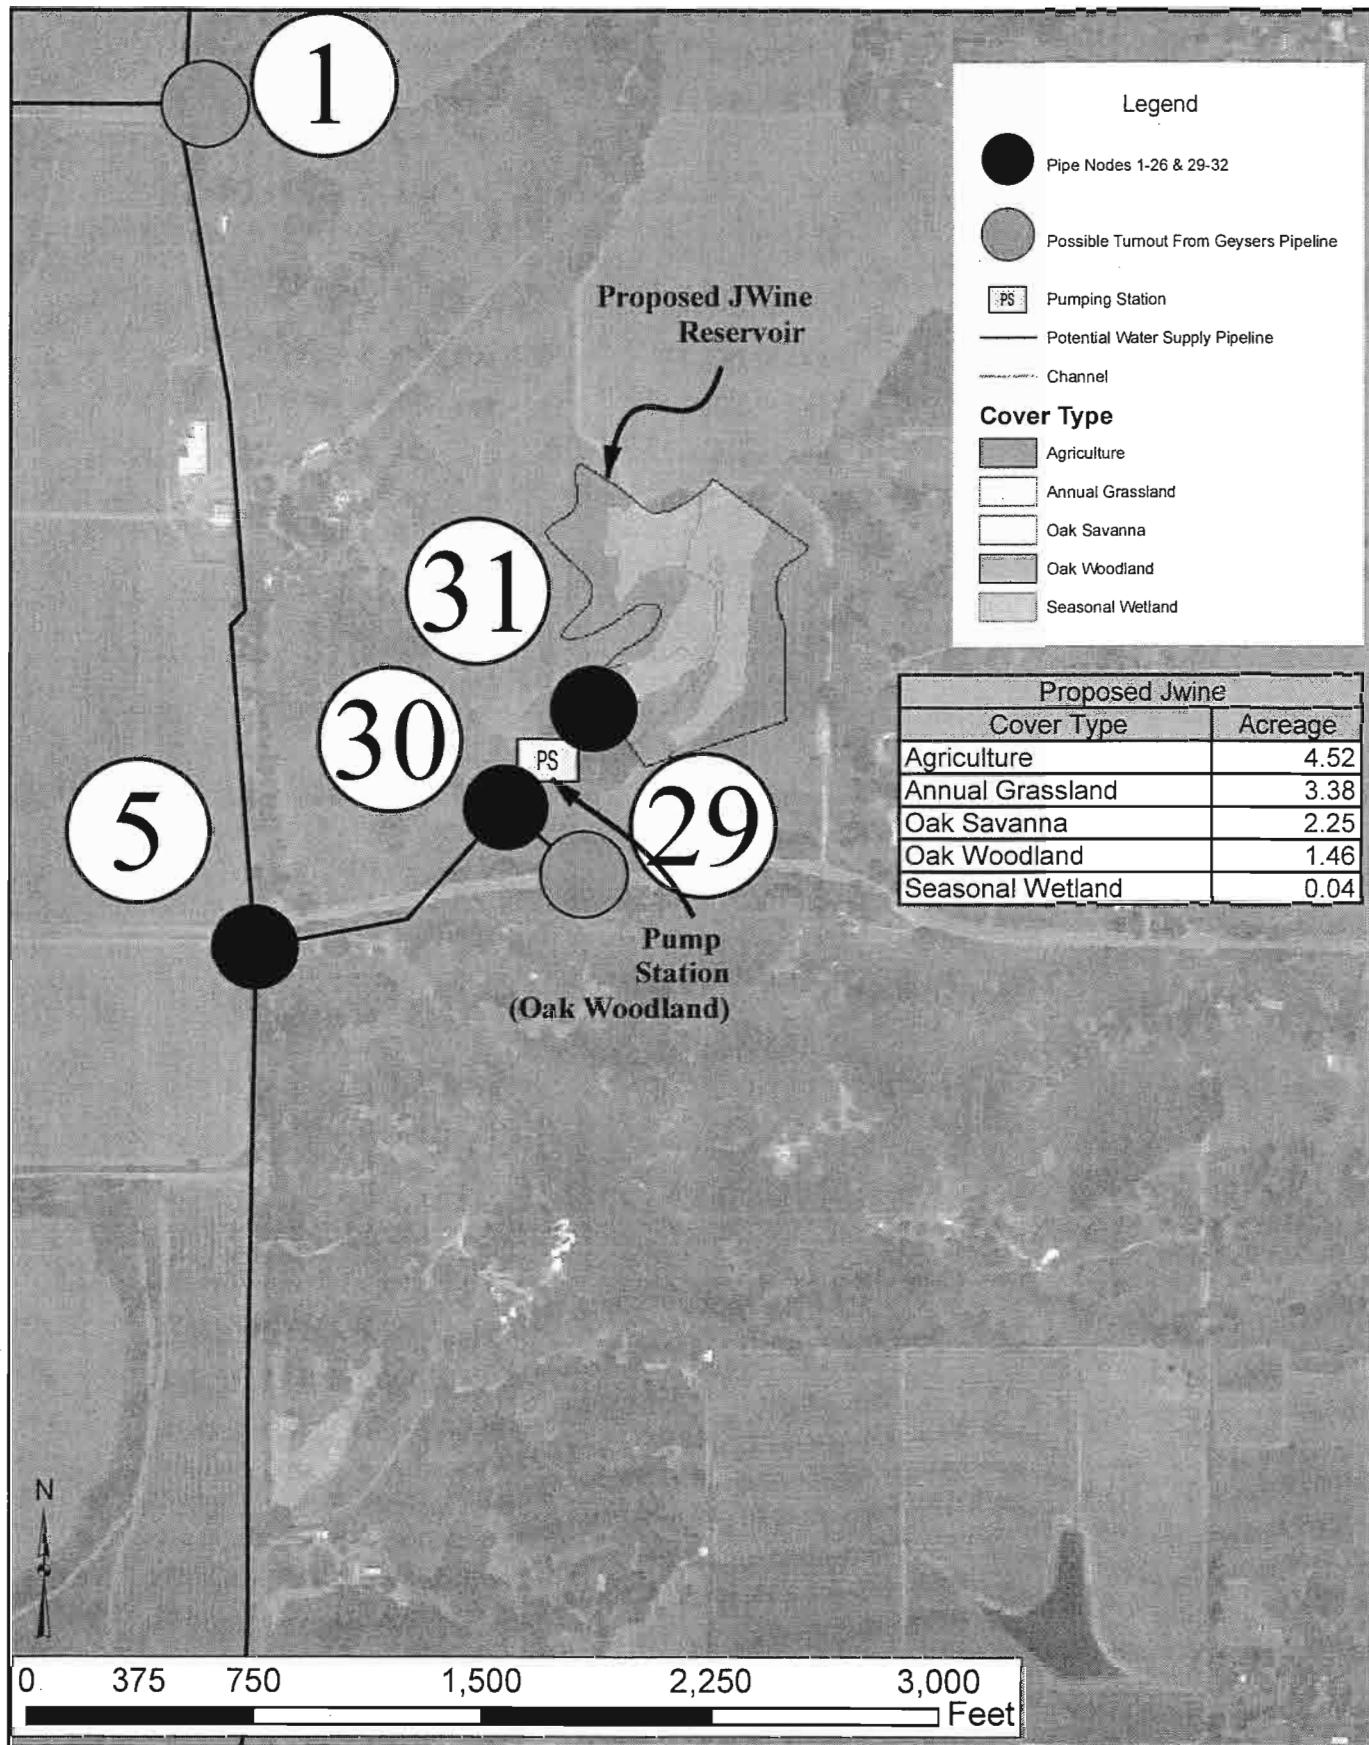 1
Legend
Pipe Nodes 1-26 & 29-32
Possible Turnout From Geysers Pipeline
PS Pumping Station
Potential Water Supply Pipeline
Channel
Cover Type
Agriculture
Annual Grassland
Oak Savanna
Oak Woodland
Seasonal Wetland
Proposed JWine
Reservoir
31
30
PS
5
29
Pump
Station
(Oak Woodland)
Proposed Jwine
Cover Type Acreage
Agriculture 4.52
Annual Grassland 3.38
Oak Savanna 2.25
Oak Woodland 1.46
Seasonal Wetland 0.04
N
0 375 750 1,500 2,250 3,000
Feet